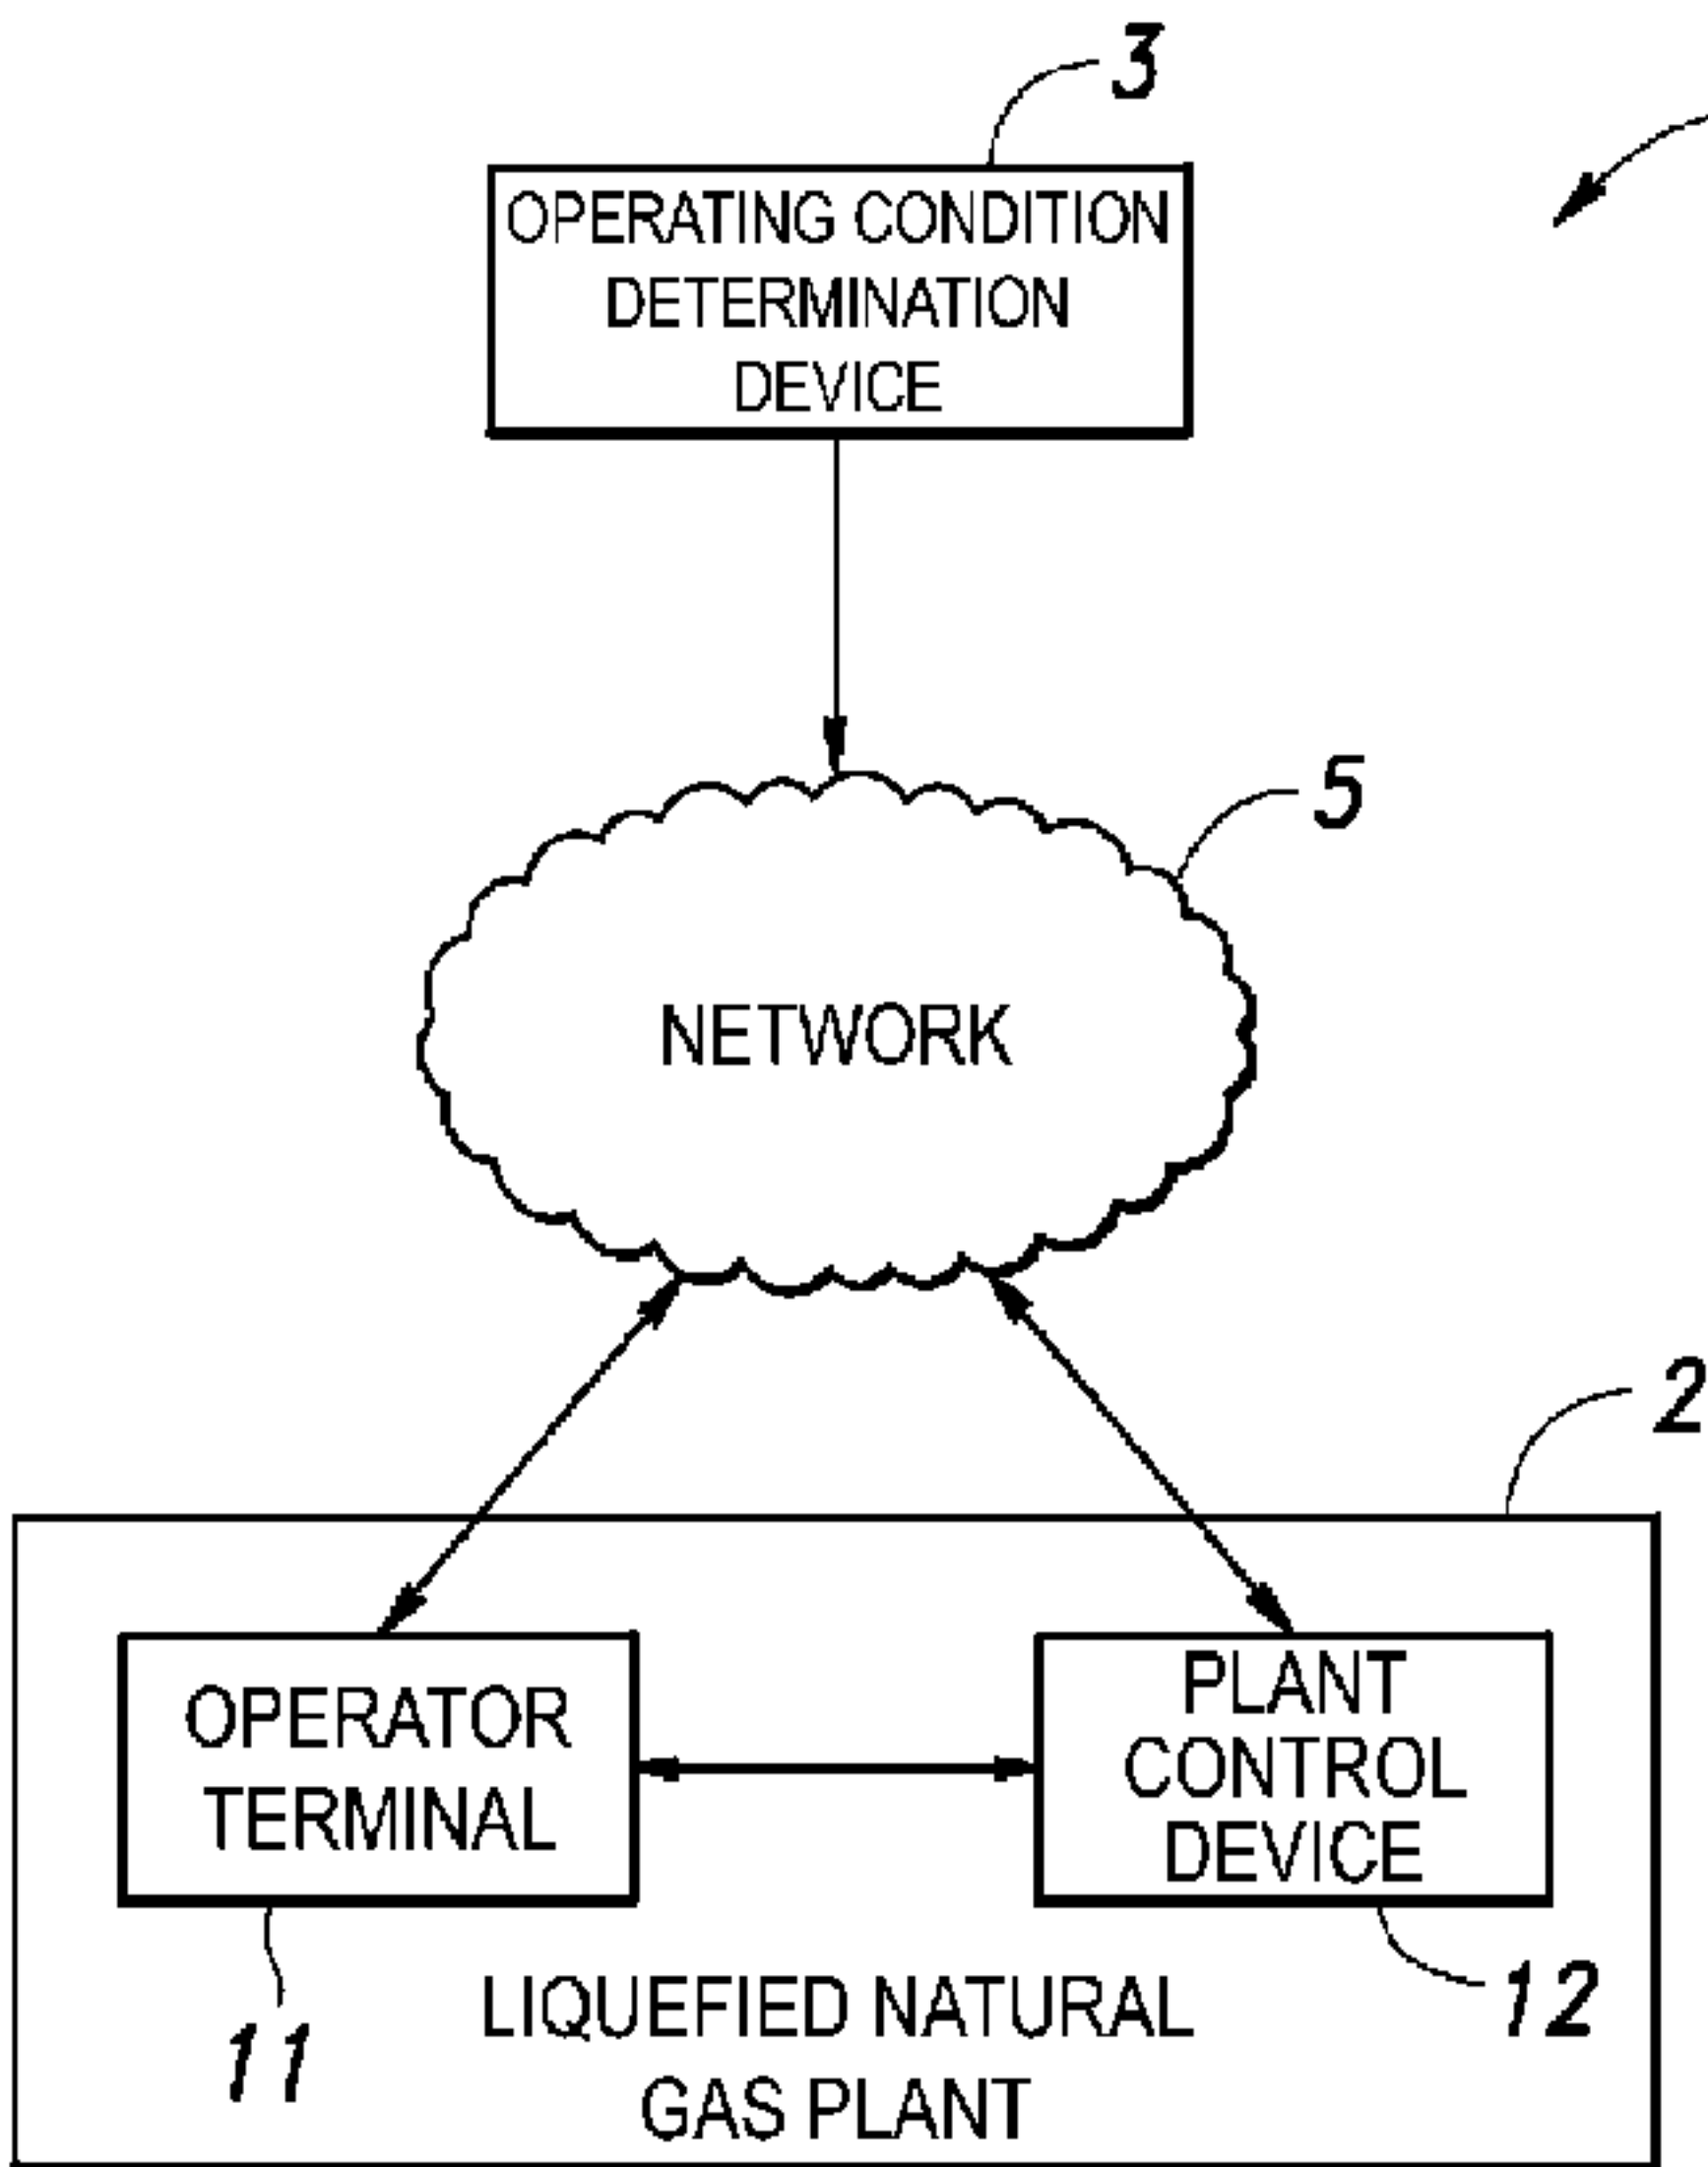 3
OPERATING CONDITION
DETERMINATION
DEVICE
5
NETWORK
2
OPERATOR
TERMINAL
PLANT
CONTROL
DEVICE
11
12
LIQUEFIED NATURAL
GAS PLANT